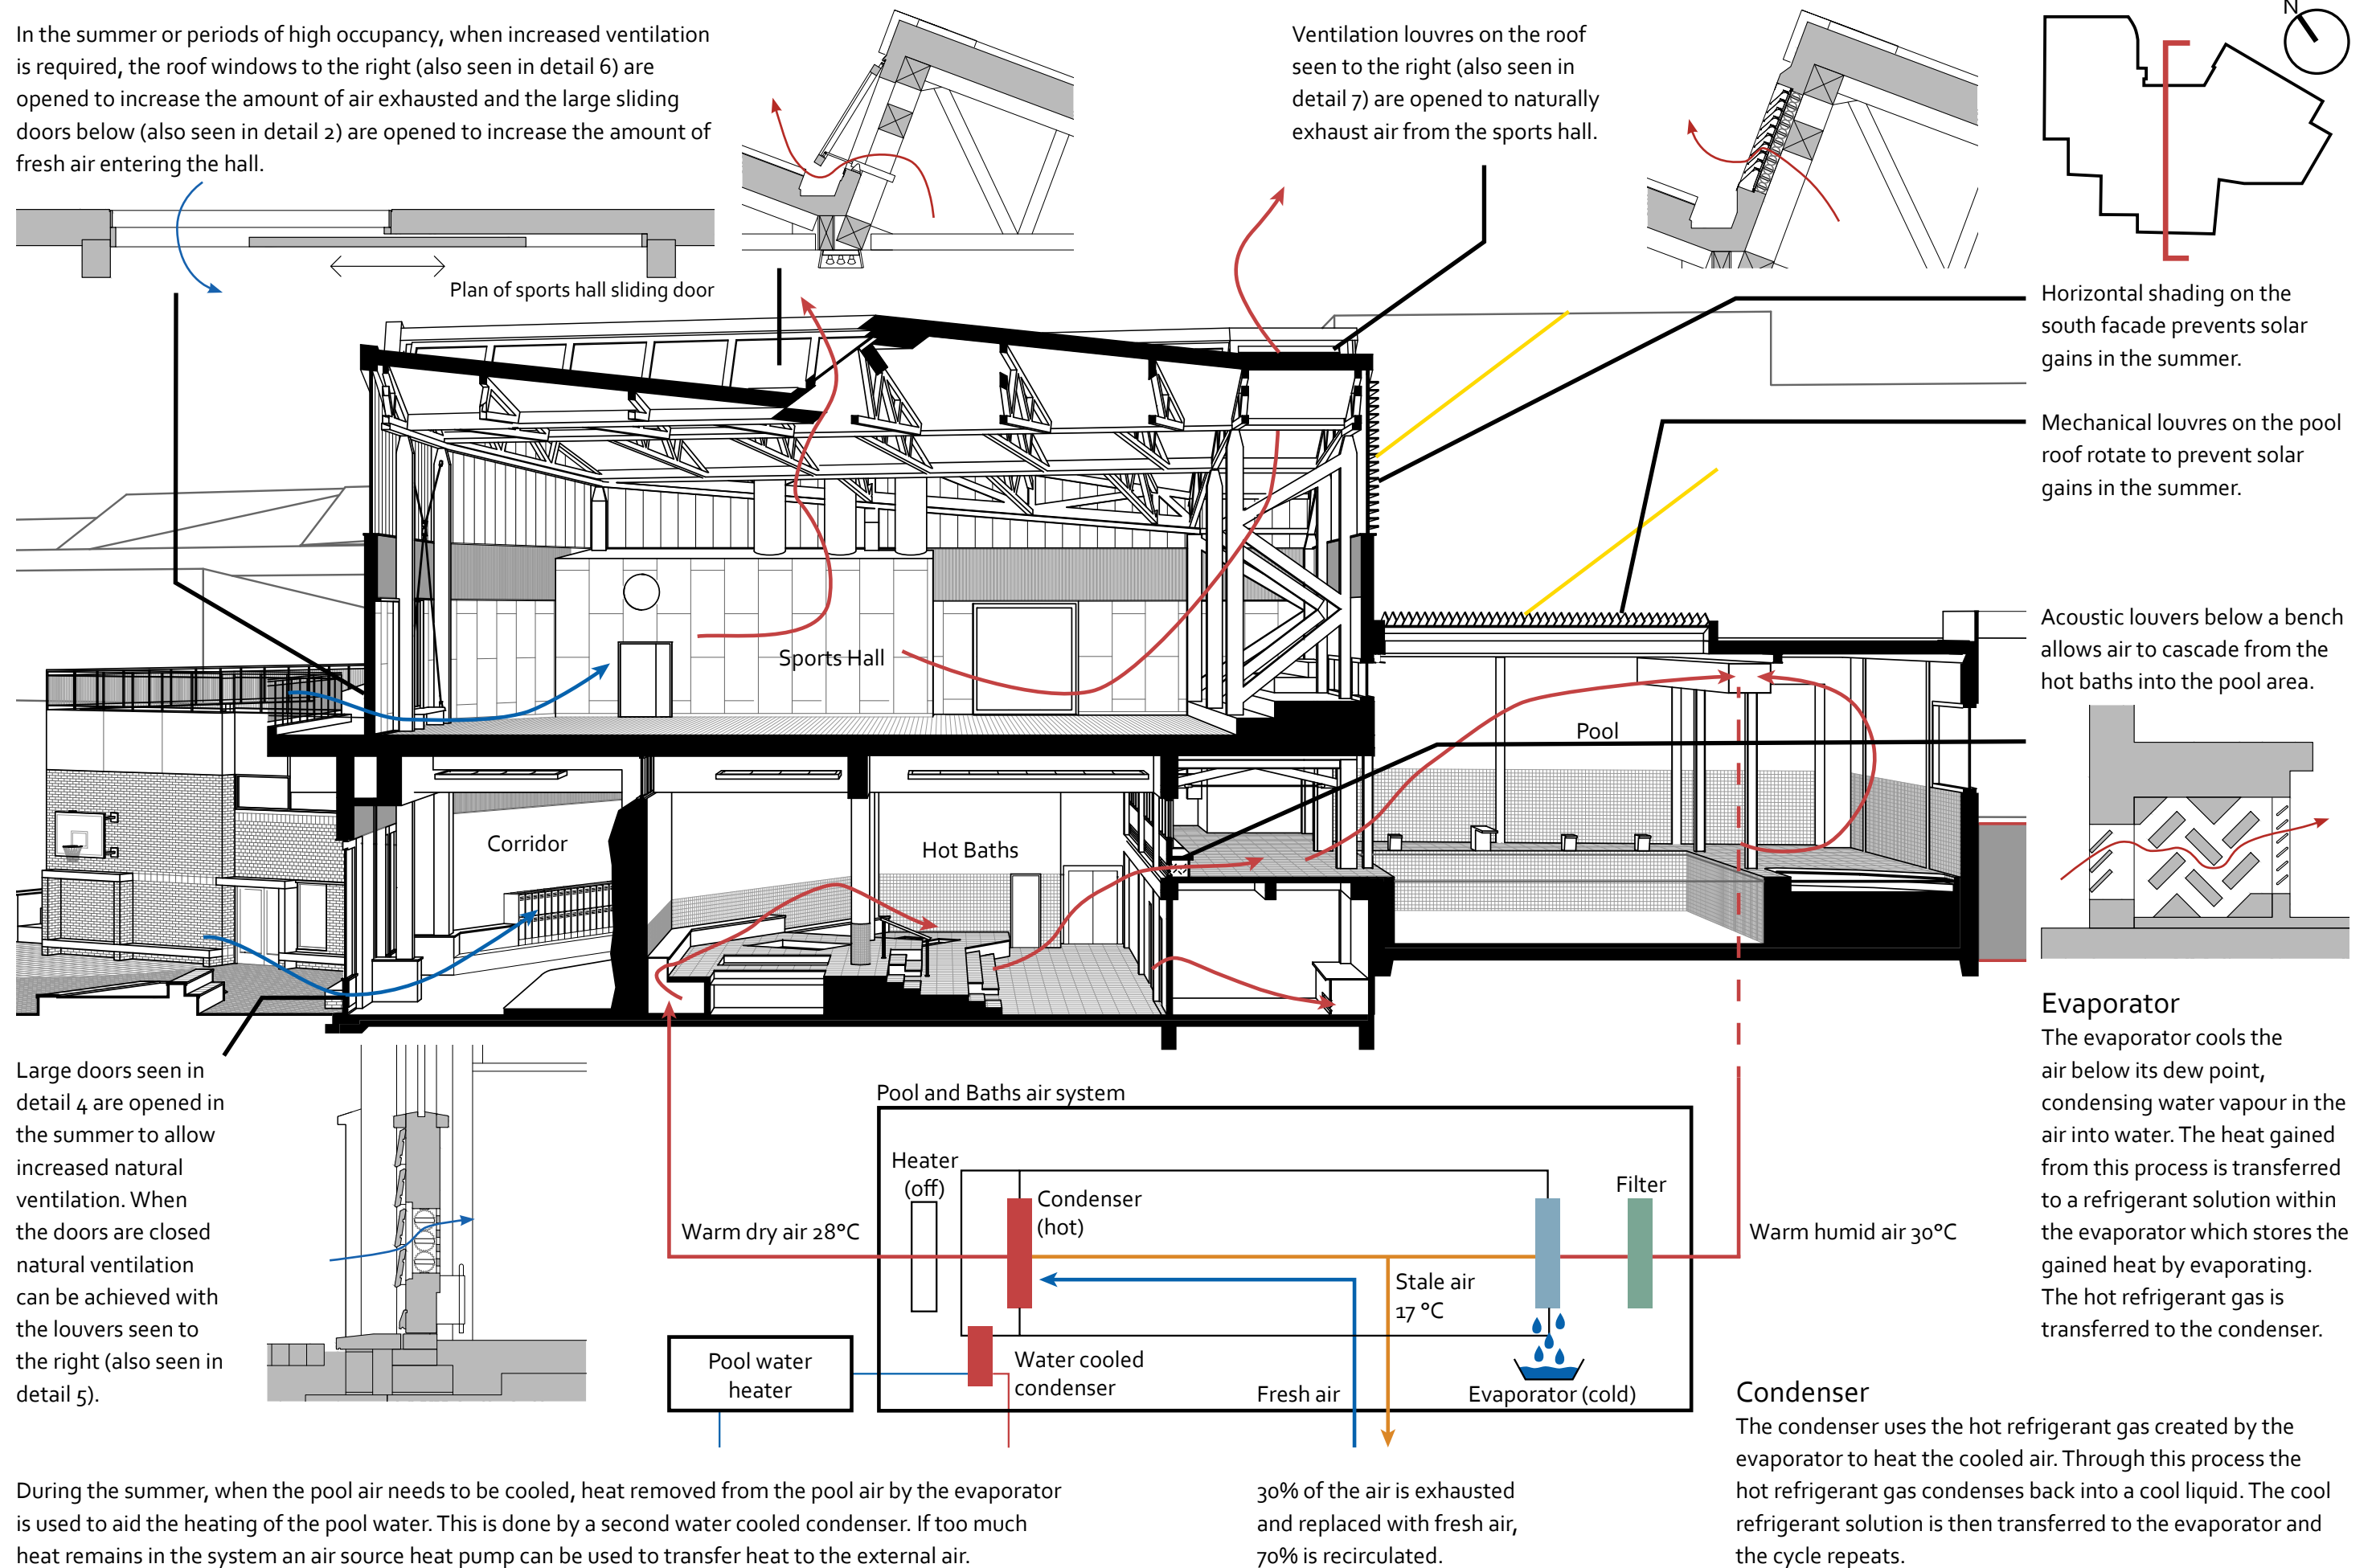 In the summer or periods of high occupancy, when increased ventilation
is required, the roof windows to the right (also seen in detail 6) are
opened to increase the amount of air exhausted and the large sliding
doors below (also seen in detail 2) are opened to increase the amount of
fresh air entering the hall.
Plan of sports hall sliding door
Ventilation louvres on the roof
seen to the right (also seen in
detail 7) are opened to naturally
exhaust air from the sports hall.
N
Horizontal shading on the
south facade prevents solar
gains in the summer.
Mechanical louvres on the pool
roof rotate to prevent solar
gains in the summer.
Acoustic louvers below a bench
allows air to cascade from the
hot baths into the pool area.
Sports Hall
Pool
Corridor
Hot Baths
Large doors seen in
detail 4 are opened in
the summer to allow
increased natural
ventilation. When
the doors are closed
natural ventilation
can be achieved with
the louvers seen to
the right (also seen in
detail 5).
Pool and Baths air system
Heater
(off)
Condenser
(hot)
Filter
Warm dry air 28°C
Warm humid air 30°C
Stale air
17 °C
Pool water
heater
Water cooled
condenser
Fresh air
Evaporator (cold)
Evaporator
The evaporator cools the
air below its dew point,
condensing water vapour in the
air into water. The heat gained
from this process is transferred
to a refrigerant solution within
the evaporator which stores the
gained heat by evaporating.
The hot refrigerant gas is
transferred to the condenser.
Condenser
The condenser uses the hot refrigerant gas created by the
evaporator to heat the cooled air. Through this process the
hot refrigerant gas condenses back into a cool liquid. The cool
refrigerant solution is then transferred to the evaporator and
the cycle repeats.
During the summer, when the pool air needs to be cooled, heat removed from the pool air by the evaporator
is used to aid the heating of the pool water. This is done by a second water cooled condenser. If too much
heat remains in the system an air source heat pump can be used to transfer heat to the external air.
30% of the air is exhausted
and replaced with fresh air,
70% is recirculated.